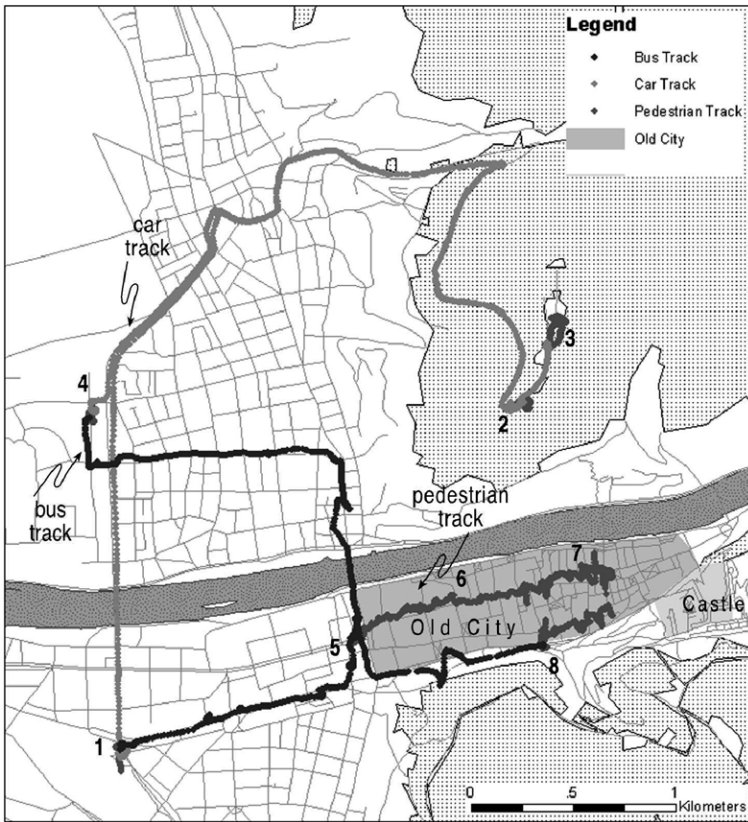 Legend
Bus Track
Car Track
Pedestrian Track
Old City
car
track
3
4
2
bus
track
pedestrian
track
7
6
Castle
Old City
5
8
1
0 .5 1
Kilometers